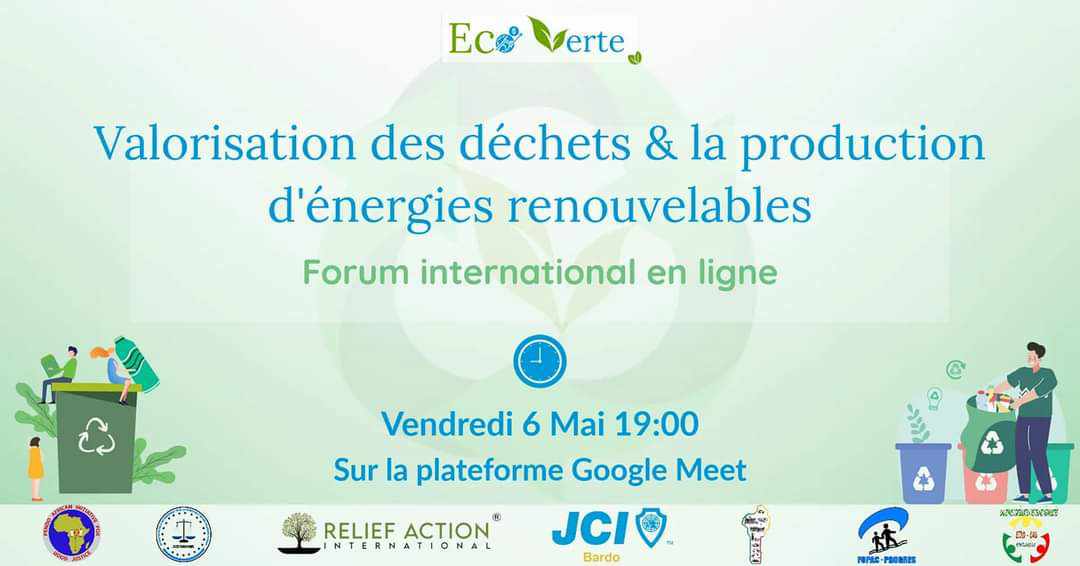 Eco Verte
Valorisation des déchets & la production
d'énergies renouvelables
Forum international en ligne
Vendredi 6 Mai 19:00
Sur la plateforme Google Meet
RELIEF ACTION®
INTERNATIONAL
JCI
TM
Bardo